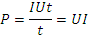 P = IUt / t = UI